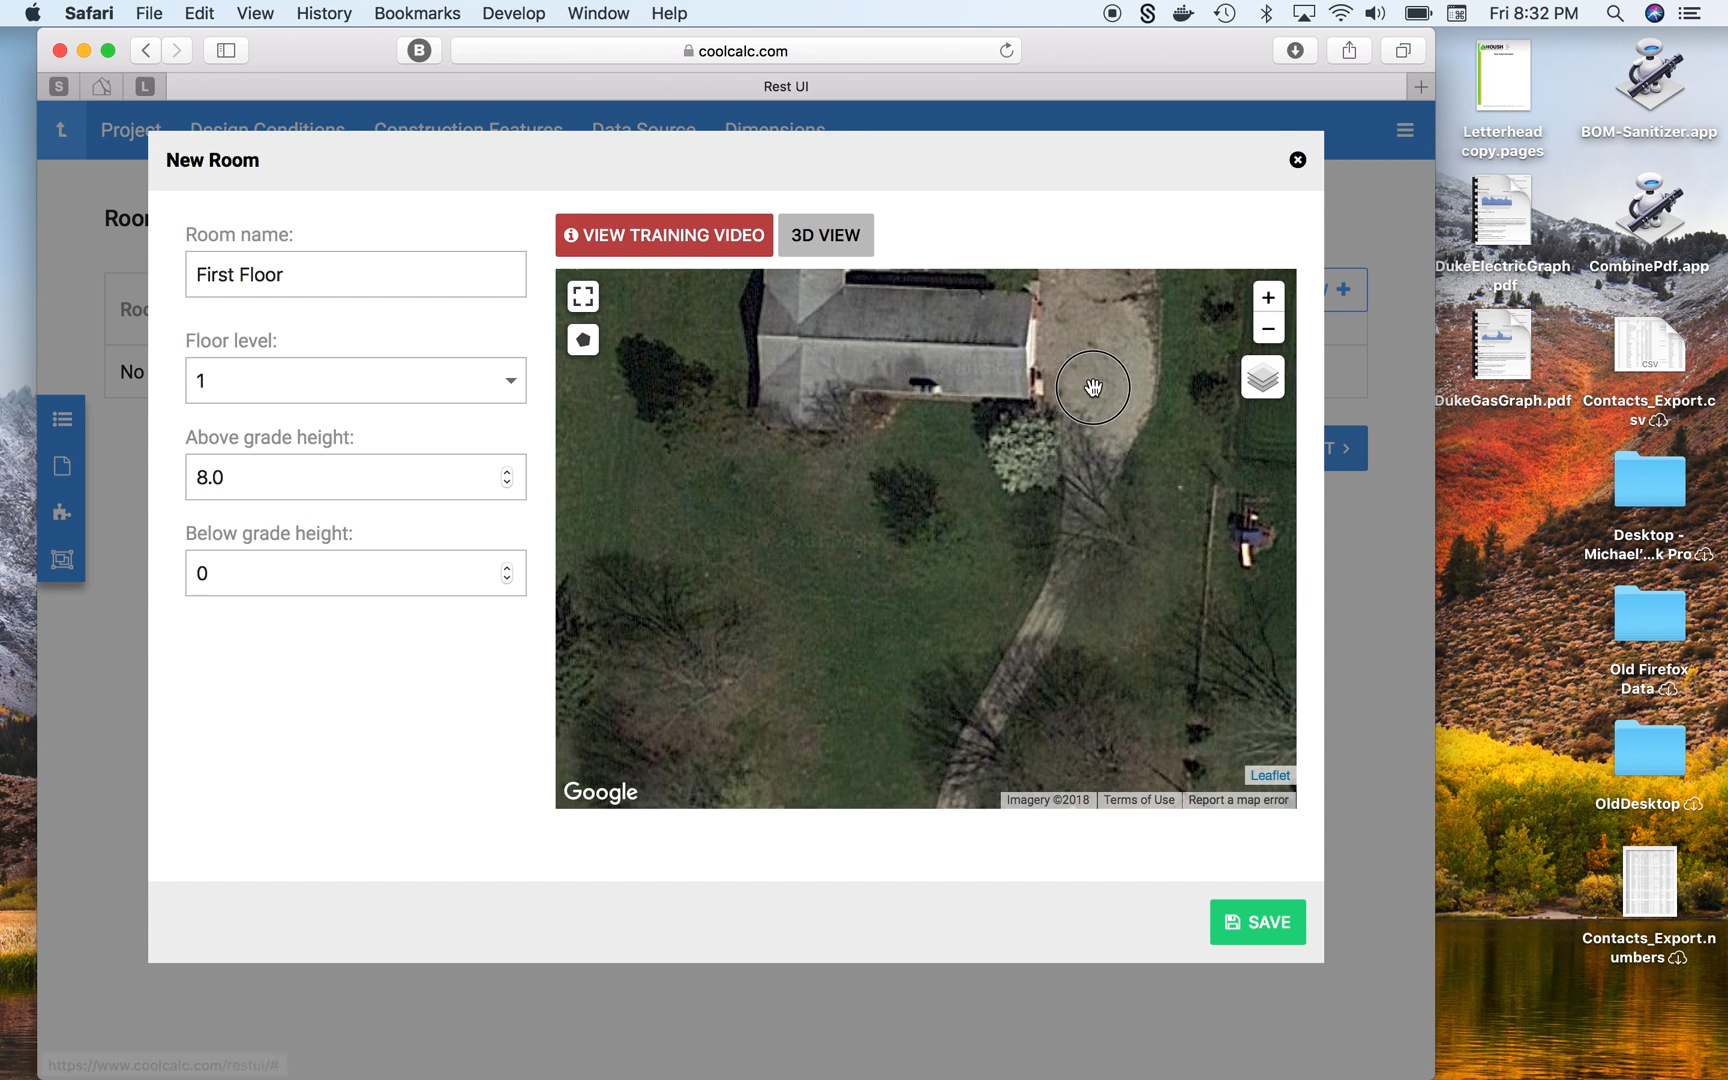 Safari File Edit View History Bookmarks Develop Window Help Fri 8:32 PM
B coolcalc.com
S L Rest UI
Project Design Conditions Construction Features Data Source Dimensions
New Room
Room name:
First Floor
Floor level:
1
Above grade height:
8.0
Below grade height:
0
VIEW TRAINING VIDEO 3D VIEW
+
−
Google
Leaflet
Imagery ©2018 Terms of Use Report a map error
SAVE
No
https://www.coolcalc.com/restui/#
Letterhead
copy.pages
BOM-Sanitizer.app
DukeElectricGraph
.pdf
CombinePdf.app
DukeGasGraph.pdf
CSV
Contacts_Export.c
sv
Desktop -
Michael'...k Pro
Old Firefox
Data
OldDesktop
Contacts_Export.n
umbers